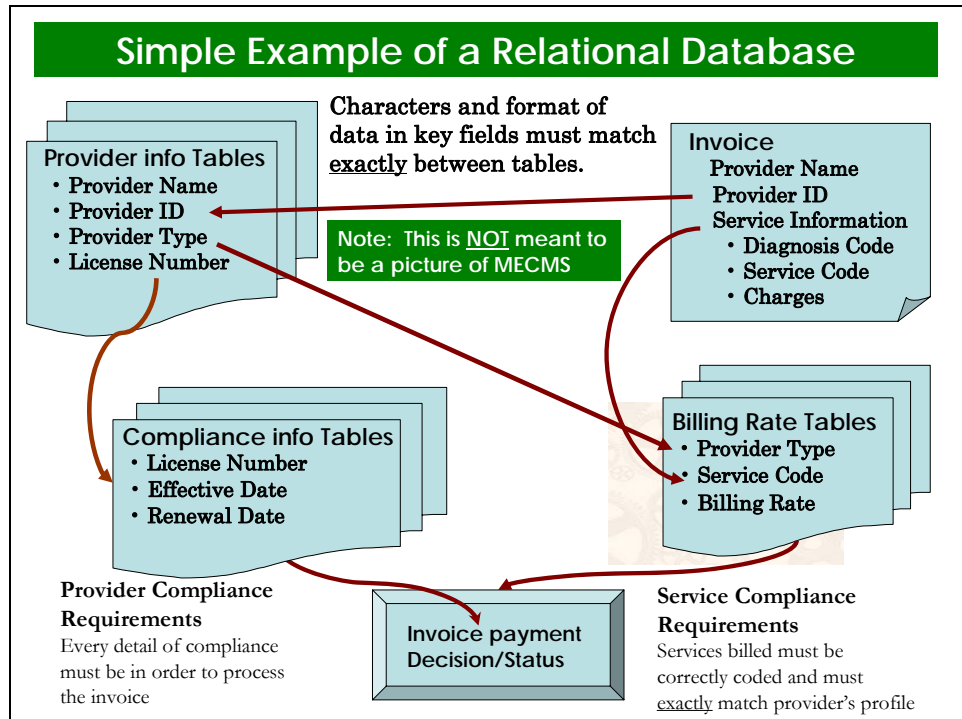 Simple Example of a Relational Database
Characters and format of
data in key fields must match
exactly between tables.
Provider info Tables
• Provider Name
• Provider ID
• Provider Type
• License Number
Invoice
Provider Name
Provider ID
Service Information
• Diagnosis Code
• Service Code
• Charges
Note: This is NOT meant to
be a picture of MECMS
Compliance info Tables
• License Number
• Effective Date
• Renewal Date
Billing Rate Tables
• Provider Type
• Service Code
• Billing Rate
Provider Compliance
Requirements
Every detail of compliance
must be in order to process
the invoice
Invoice payment
Decision/Status
Service Compliance
Requirements
Services billed must be
correctly coded and must
exactly match provider's profile